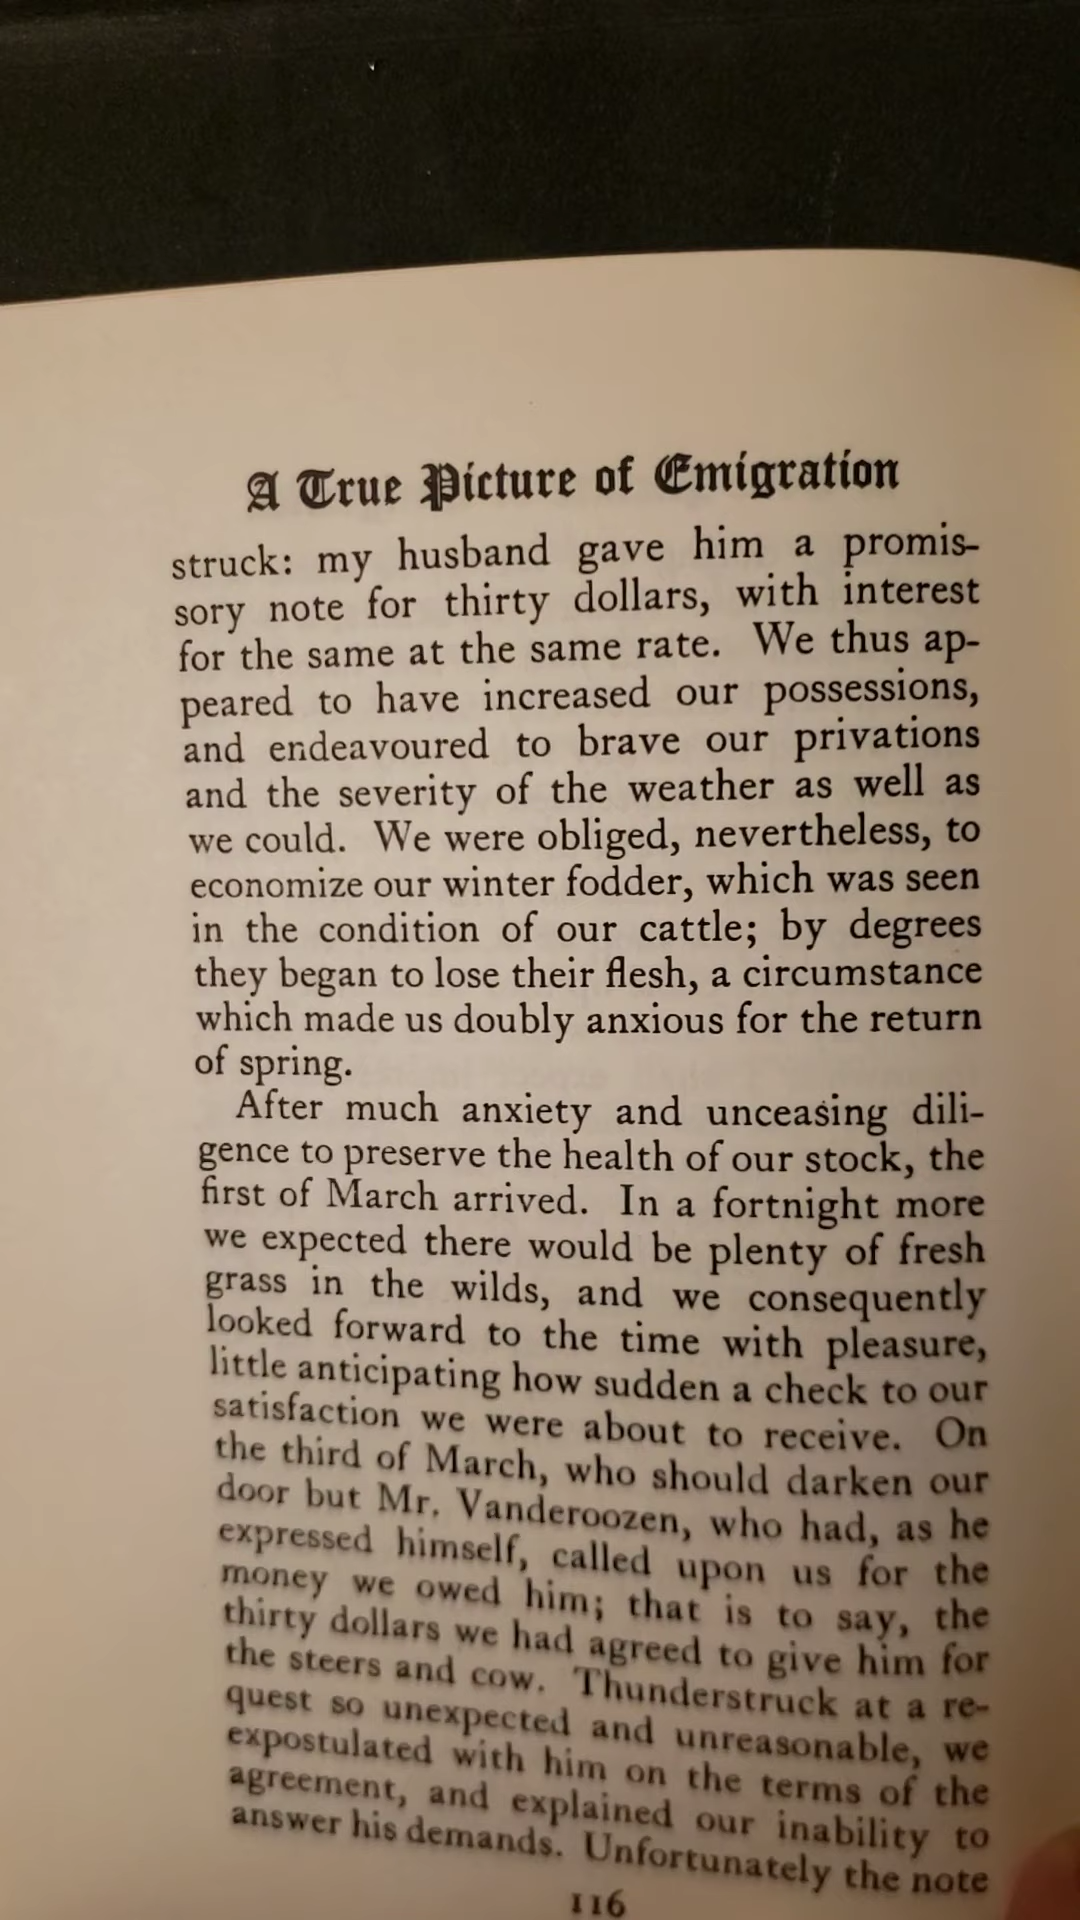 A True Picture of Emigration
struck: my husband gave him a promis-
sory note for thirty dollars, with interest
for the same at the same rate. We thus ap-
peared to have increased our possessions,
and endeavoured to brave our privations
and the severity of the weather as well as
we could. We were obliged, nevertheless, to
economize our winter fodder, which was seen
in the condition of our cattle; by degrees
they began to lose their flesh, a circumstance
which made us doubly anxious for the return
of spring.
After much anxiety and unceasing dili-
gence to preserve the health of our stock, the
first of March arrived. In a fortnight more
we expected there would be plenty of fresh
grass in the wilds, and we consequently
looked forward to the time with pleasure,
little anticipating how sudden a check to our
satisfaction we were about to receive. On
the third of March, who should darken our
door but Mr. Vanderoozen, who had, as he
expressed himself, called upon us for the
money we owed him; that is to say, the
thirty dollars we had agreed to give him for
the steers and cow. Thunderstruck at a re-
quest so unexpected and unreasonable, we
expostulated with him on the terms of the
agreement, and explained our inability to
answer his demands. Unfortunately the note
116